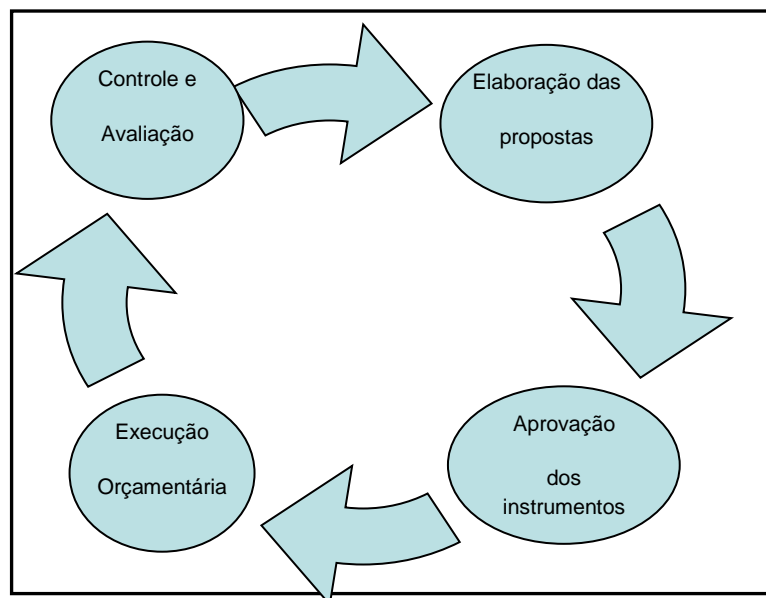 Controle e
Avaliação
Elaboração das
propostas
Execução
Orçamentária
Aprovação
dos
instrumentos